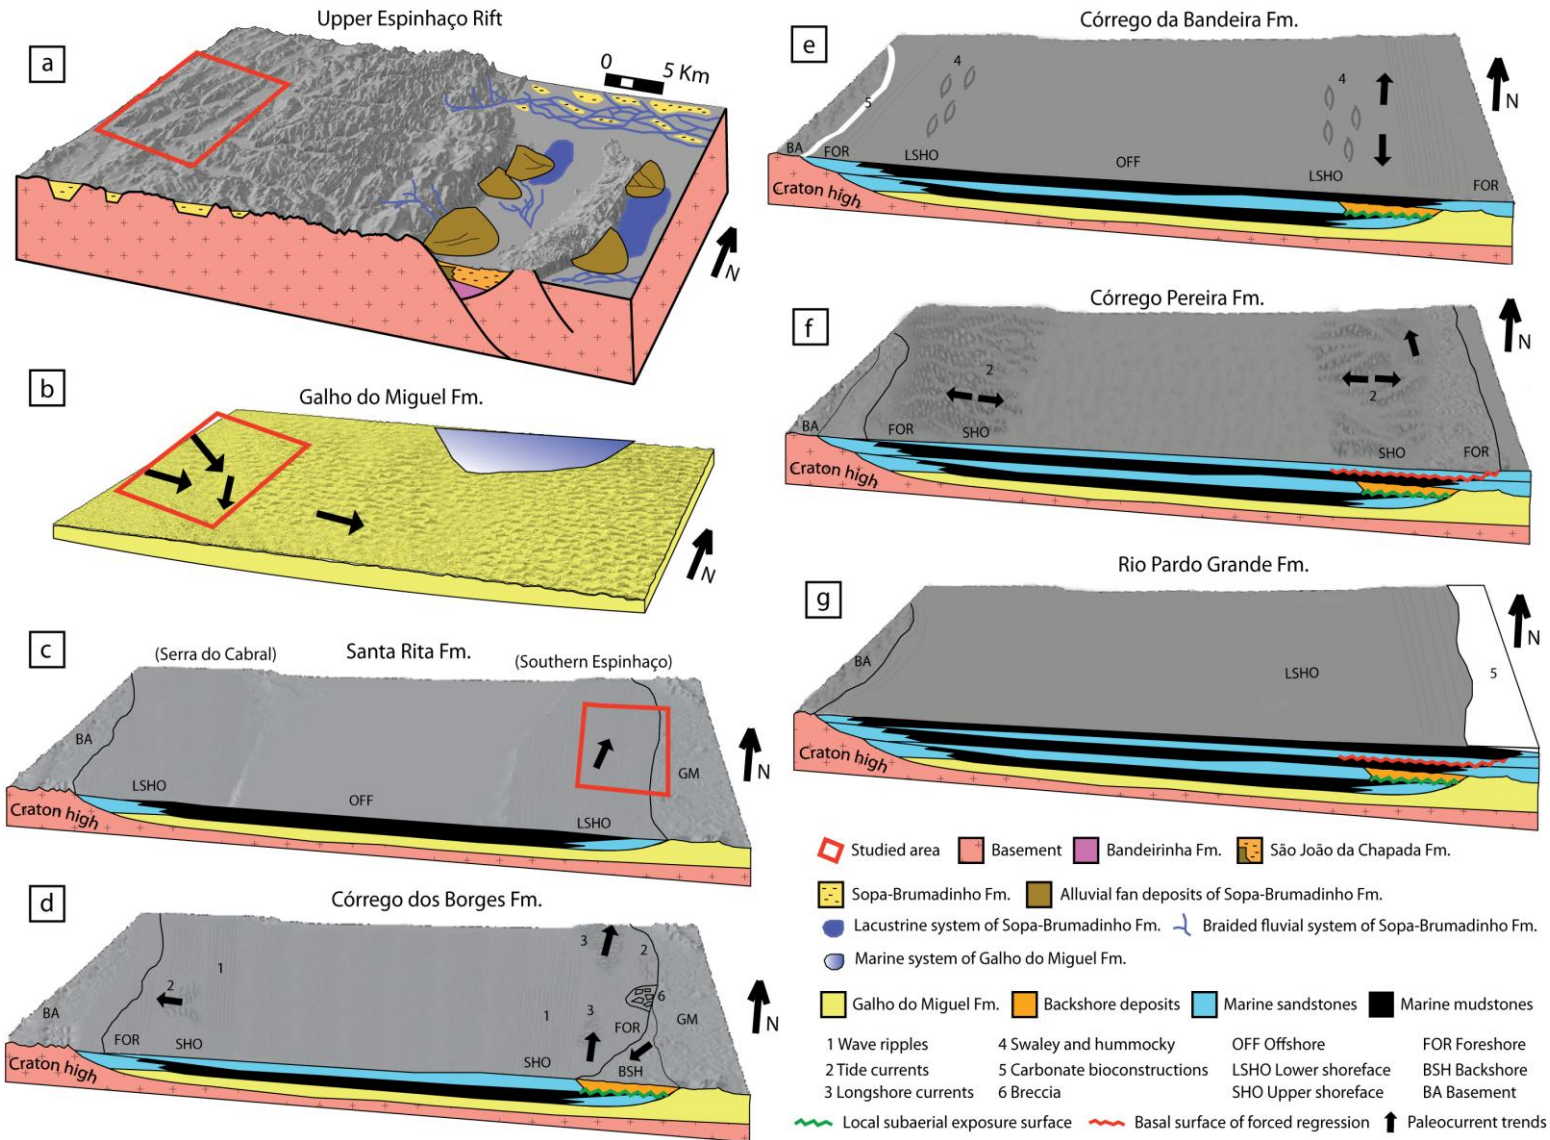 Upper Espinhaço Rift
a
0
5 Km
N
b
Galho do Miguel Fm.
N
c
(Serra do Cabral)
Santa Rita Fm.
(Southern Espinhaço)
BA
GM
N
LSHO
OFF
LSHO
Craton high
d
Córrego dos Borges Fm.
3
2
1
2
6
3
1
BA
GM
N
FOR
SHO
SHO
FOR
BSH
Craton high
e
Córrego da Bandeira Fm.
4
4
5
N
BA
FOR
LSHO
OFF
LSHO
FOR
Craton high
f
Córrego Pereira Fm.
2
2
N
BA
FOR
SHO
SHO
FOR
Craton high
Rio Pardo Grande Fm.
g
BA
LSHO
5
N
Craton high
Studied area
Basement
Bandeirinha Fm.
São João da Chapada Fm.
Sopa-Brumadinho Fm.
Alluvial fan deposits of Sopa-Brumadinho Fm.
Lacustrine system of Sopa-Brumadinho Fm.
Braided fluvial system of Sopa-Brumadinho Fm.
Marine system of Galho do Miguel Fm.
Galho do Miguel Fm.
Backshore deposits
Marine sandstones
Marine mudstones
1 Wave ripples
4 Swaley and hummocky
OFF Offshore
FOR Foreshore
2 Tide currents
5 Carbonate bioconstructions
LSHO Lower shoreface
BSH Backshore
3 Longshore currents
6 Breccia
SHO Upper shoreface
BA Basement
Local subaerial exposure surface
Basal surface of forced regression
Paleocurrent trends